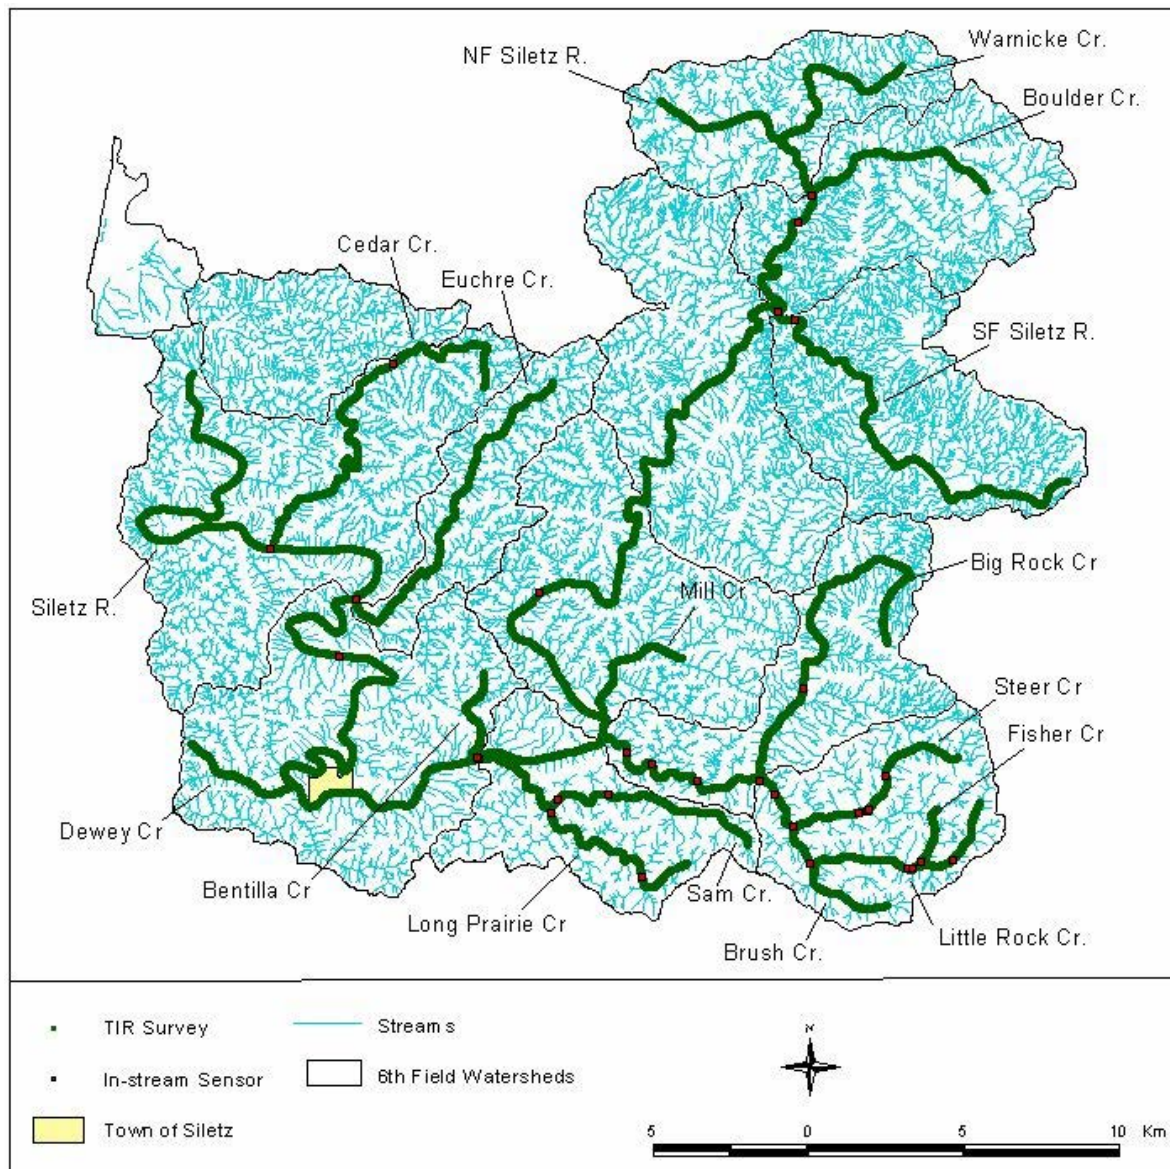 Warnicke Cr.
NF Siletz R.
Boulder Cr.
Cedar Cr.
Euchre Cr.
SF Siletz R.
Big Rock Cr
Mill Cr
Siletz R.
Steer Cr
Fisher Cr
Dewey Cr
Bentilla Cr
Sam Cr.
Long Prairie Cr
Little Rock Cr.
Brush Cr.
TIR Survey
Streams
N
In-stream Sensor
6th Field Watersheds
Town of Siletz
5 0 5 10 Km